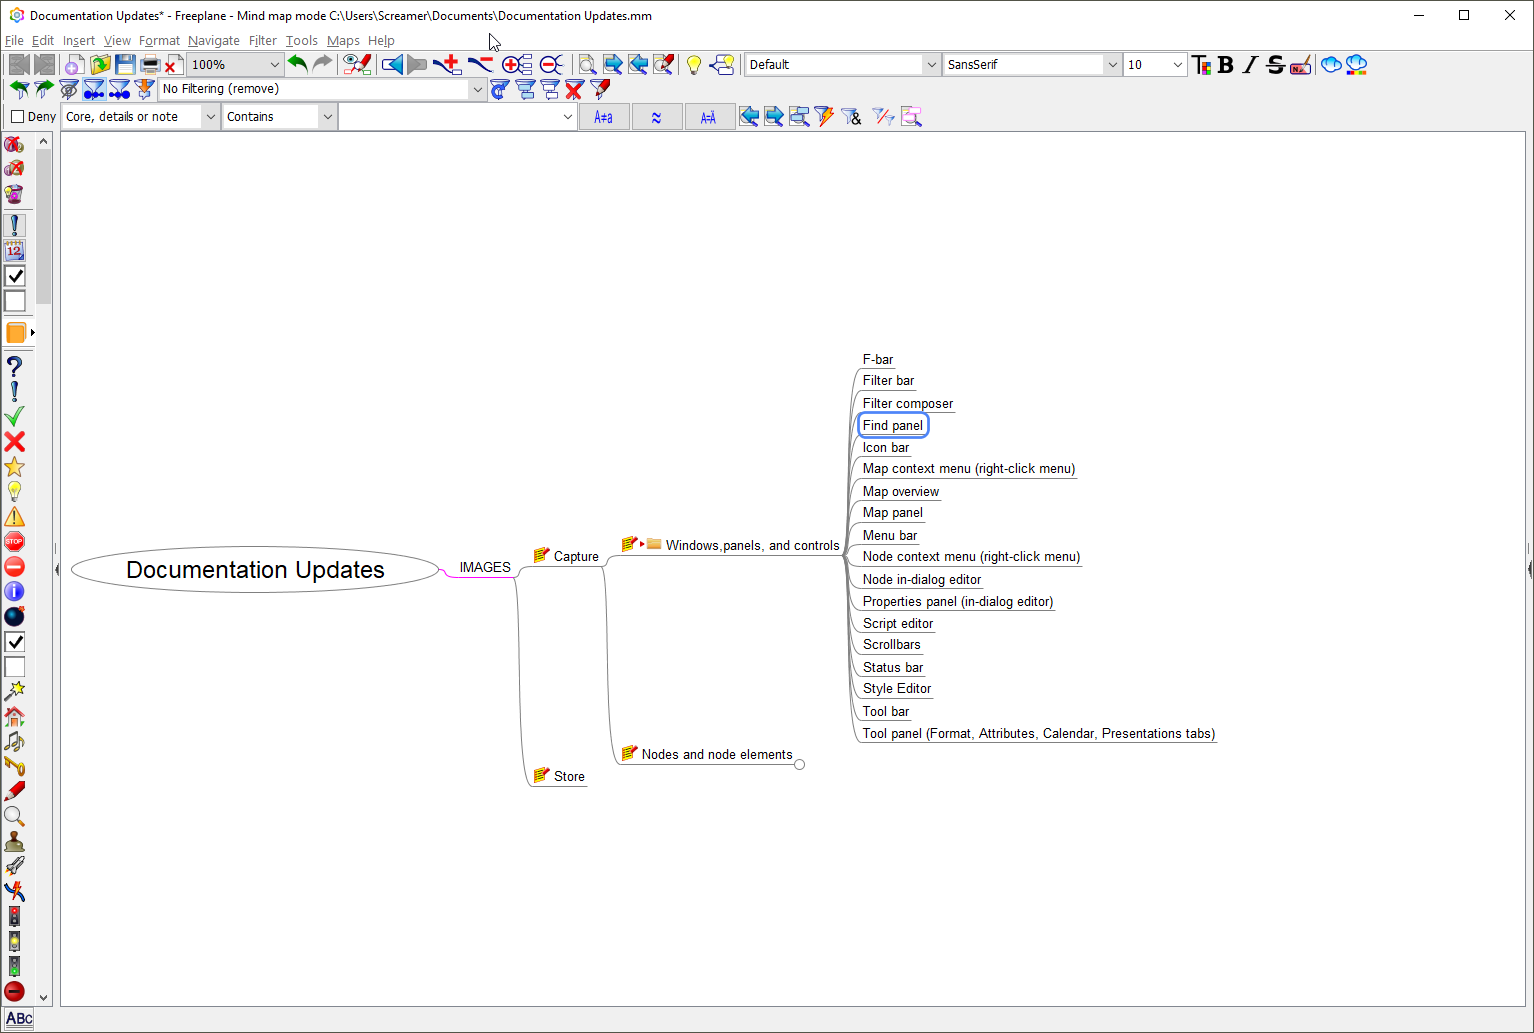 Documentation Updates* - Freeplane - Mind map mode C:\Users\Screamer\Documents\Documentation Updates.mm
File Edit Insert View Format Navigate Filter Tools Maps Help
100% Default SansSerif 10 B I S
No Filtering (remove)
Deny Core, details or note Contains A≠a ≈ A=Ä &
12
STOP
F-bar
Filter bar
Filter composer
Find panel
Icon bar
Map context menu (right-click menu)
Map overview
Map panel
Menu bar
Node context menu (right-click menu)
Node in-dialog editor
Properties panel (in-dialog editor)
Script editor
Scrollbars
Status bar
Style Editor
Tool bar
Tool panel (Format, Attributes, Calendar, Presentations tabs)
Windows,panels, and controls
Capture
IMAGES
Documentation Updates
Nodes and node elements
Store
ABC